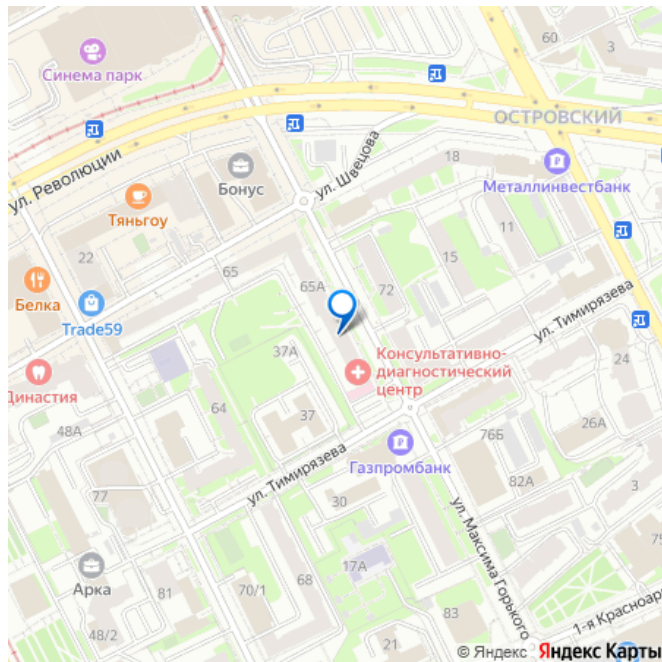 60
Синема парк
3
ОСТРОВСКИЙ
ул. Революции
Бонус
ул. Швецова
18
Металлинвестбанк
Тяньгоу
11
22
15
65
65А
72
Белка
Trade59
ул. Тимирязева
37А
Консультативно-
диагностический
центр
24
ДИНАСТИЯ
64
37
26А
48А
76Б
Газпромбанк
82А
3
77
ул. Тимирязева
30
ул. Максима Горького
Арка
81
70/1
68
17А
83
48/2
21
© Яндекс Яндекс Карты